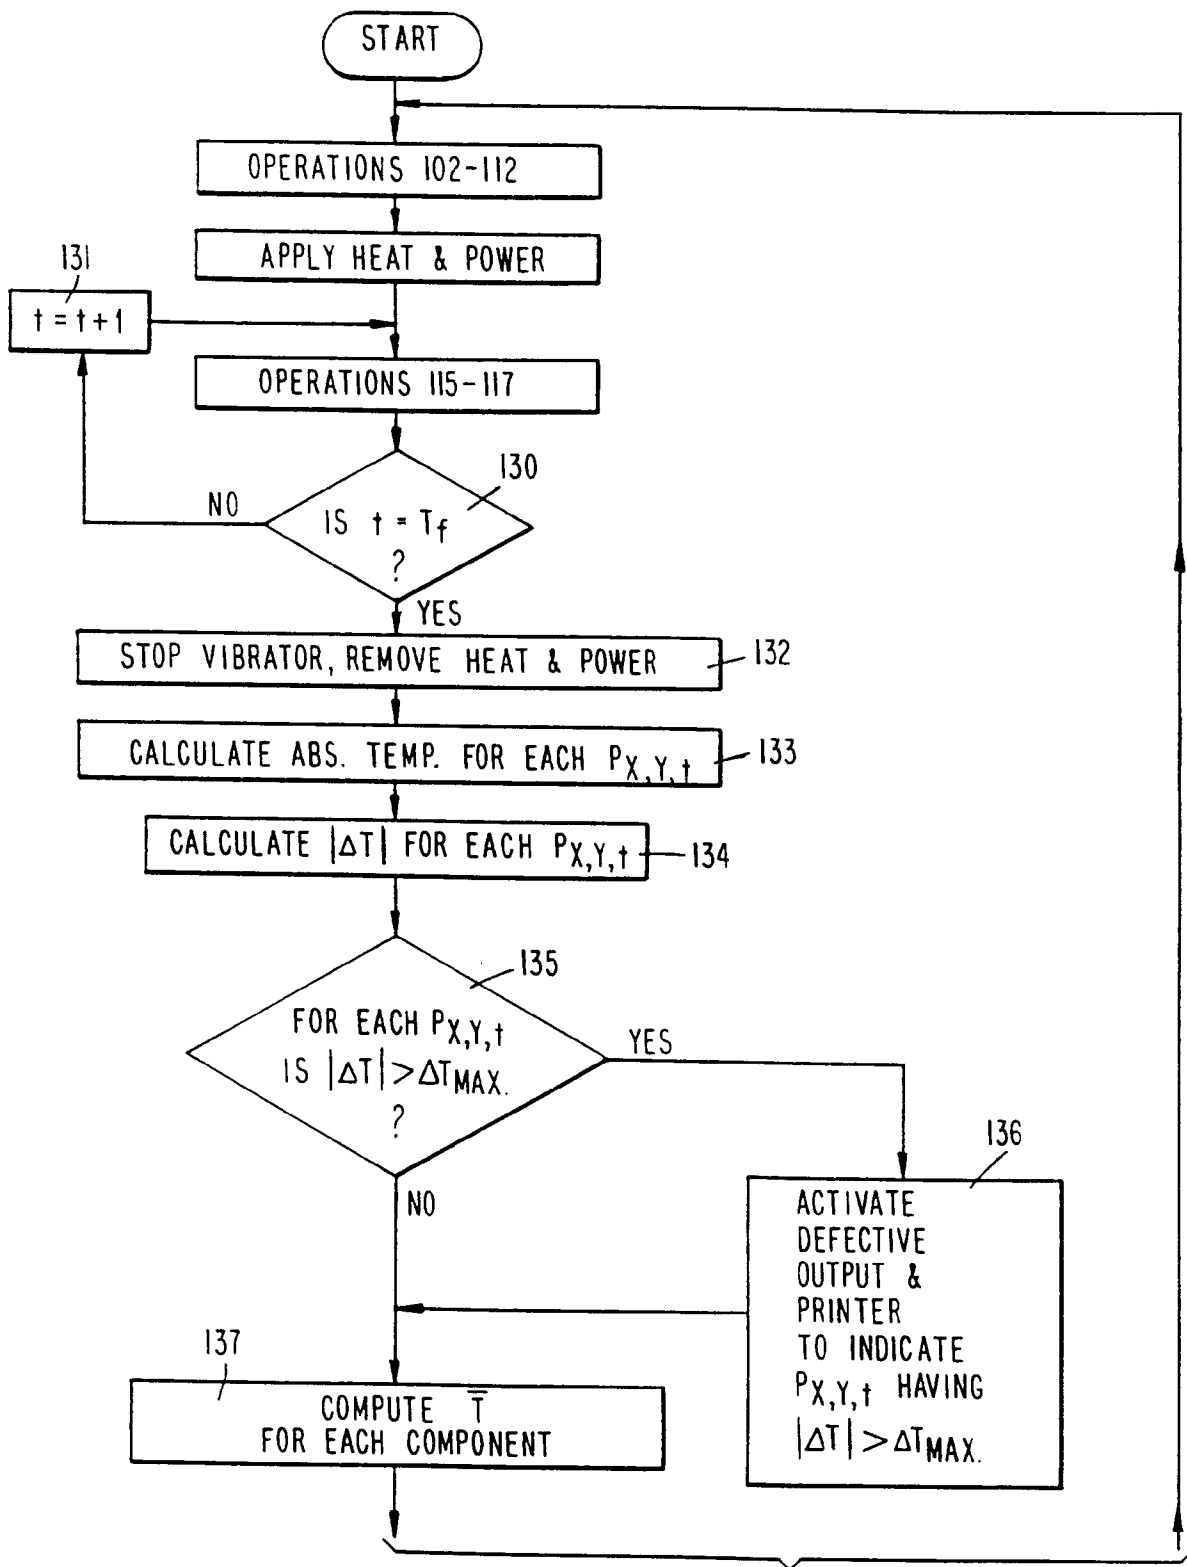 START
OPERATIONS 102-112
APPLY HEAT & POWER
131
t = t+1
OPERATIONS 115-117
130
NO
IS t = Tf
?
YES
STOP VIBRATOR, REMOVE HEAT & POWER
132
CALCULATE ABS. TEMP. FOR EACH PX,Y,t
133
CALCULATE |ΔT| FOR EACH PX,Y,t
134
135
FOR EACH PX,Y,t
IS |ΔT| > ΔTMAX.
?
YES
NO
136
ACTIVATE
DEFECTIVE
OUTPUT &
PRINTER
TO INDICATE
PX,Y,t HAVING
|ΔT| > ΔTMAX.
137
COMPUTE T̅
FOR EACH COMPONENT